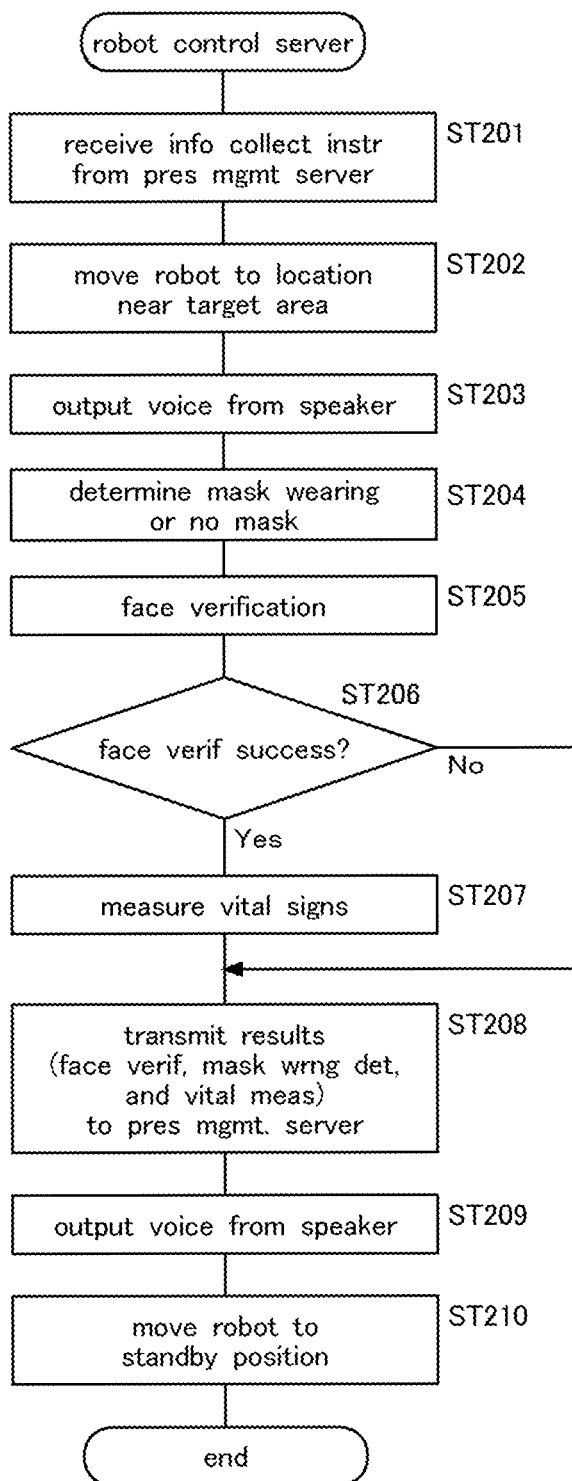 robot control server
receive info collect instr
from pres mgmt server
ST201
move robot to location
near target area
ST202
output voice from speaker
ST203
determine mask wearing
or no mask
ST204
face verification
ST205
ST206
face verif success?
No
Yes
measure vital signs
ST207
transmit results
(face verif, mask wrng det,
and vital meas)
to pres mgmt. server
ST208
output voice from speaker
ST209
move robot to
standby position
ST210
end